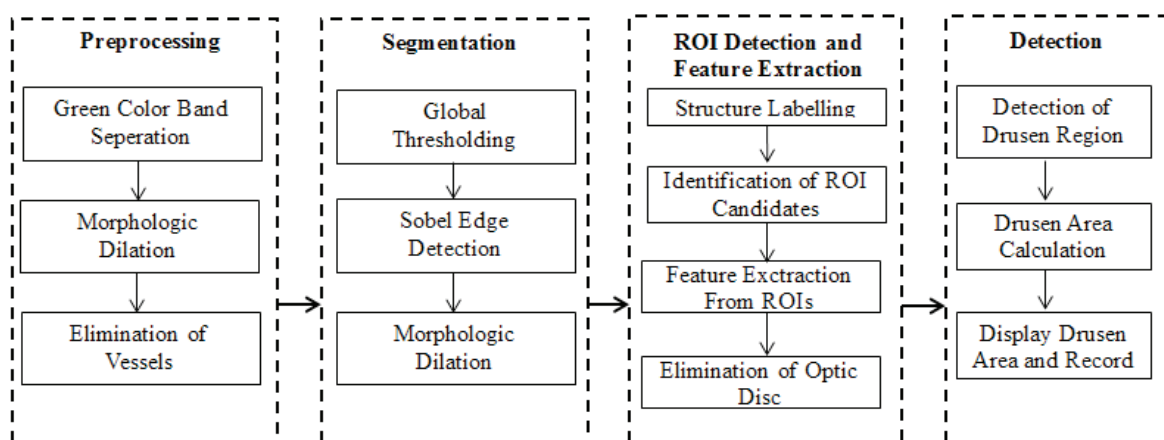 Preprocessing
Green Color Band
Seperation
Morphologic
Dilation
Elimination of
Vessels
Segmentation
Global
Thresholding
Sobel Edge
Detection
Morphologic
Dilation
ROI Detection and
Feature Extraction
Structure Labelling
Identification of ROI
Candidates
Feature Exctraction
From ROIs
Elimination of Optic
Disc
Detection
Detection of
Drusen Region
Drusen Area
Calculation
Display Drusen
Area and Record